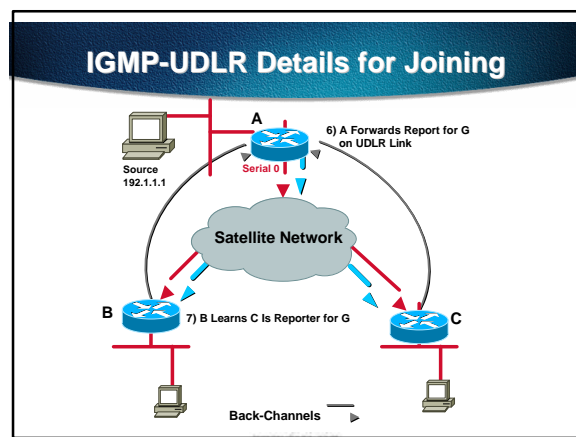 IGMP-UDLR Details for Joining
A
6) A Forwards Report for G
on UDLR Link
Source
192.1.1.1
Serial 0
Satellite Network
B
7) B Learns C Is Reporter for G
C
Back-Channels